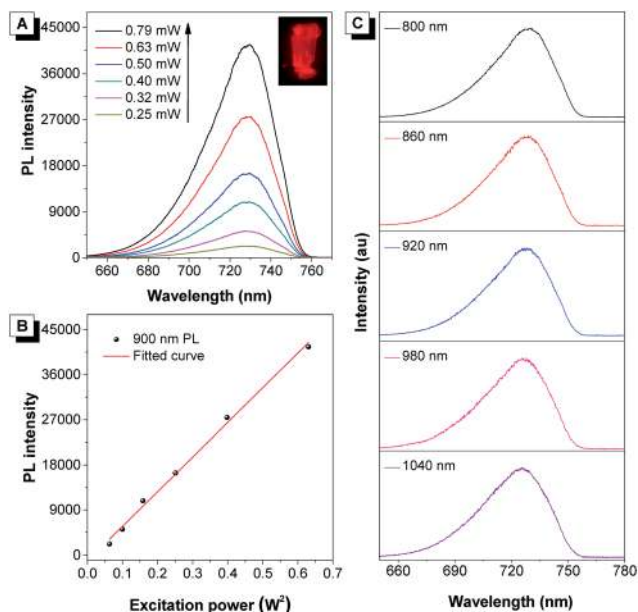 A
45000
36000
27000
18000
9000
0
PL intensity
0.79 mW
0.63 mW
0.50 mW
0.40 mW
0.32 mW
0.25 mW
660 680 700 720 740 760
Wavelength (nm)
B
45000
36000
27000
18000
9000
0
PL intensity
900 nm PL
Fitted curve
0.0 0.1 0.2 0.3 0.4 0.5 0.6 0.7
Excitation power (W²)
C
Intensity (au)
800 nm
860 nm
920 nm
980 nm
1040 nm
660 690 720 750 780
Wavelength (nm)